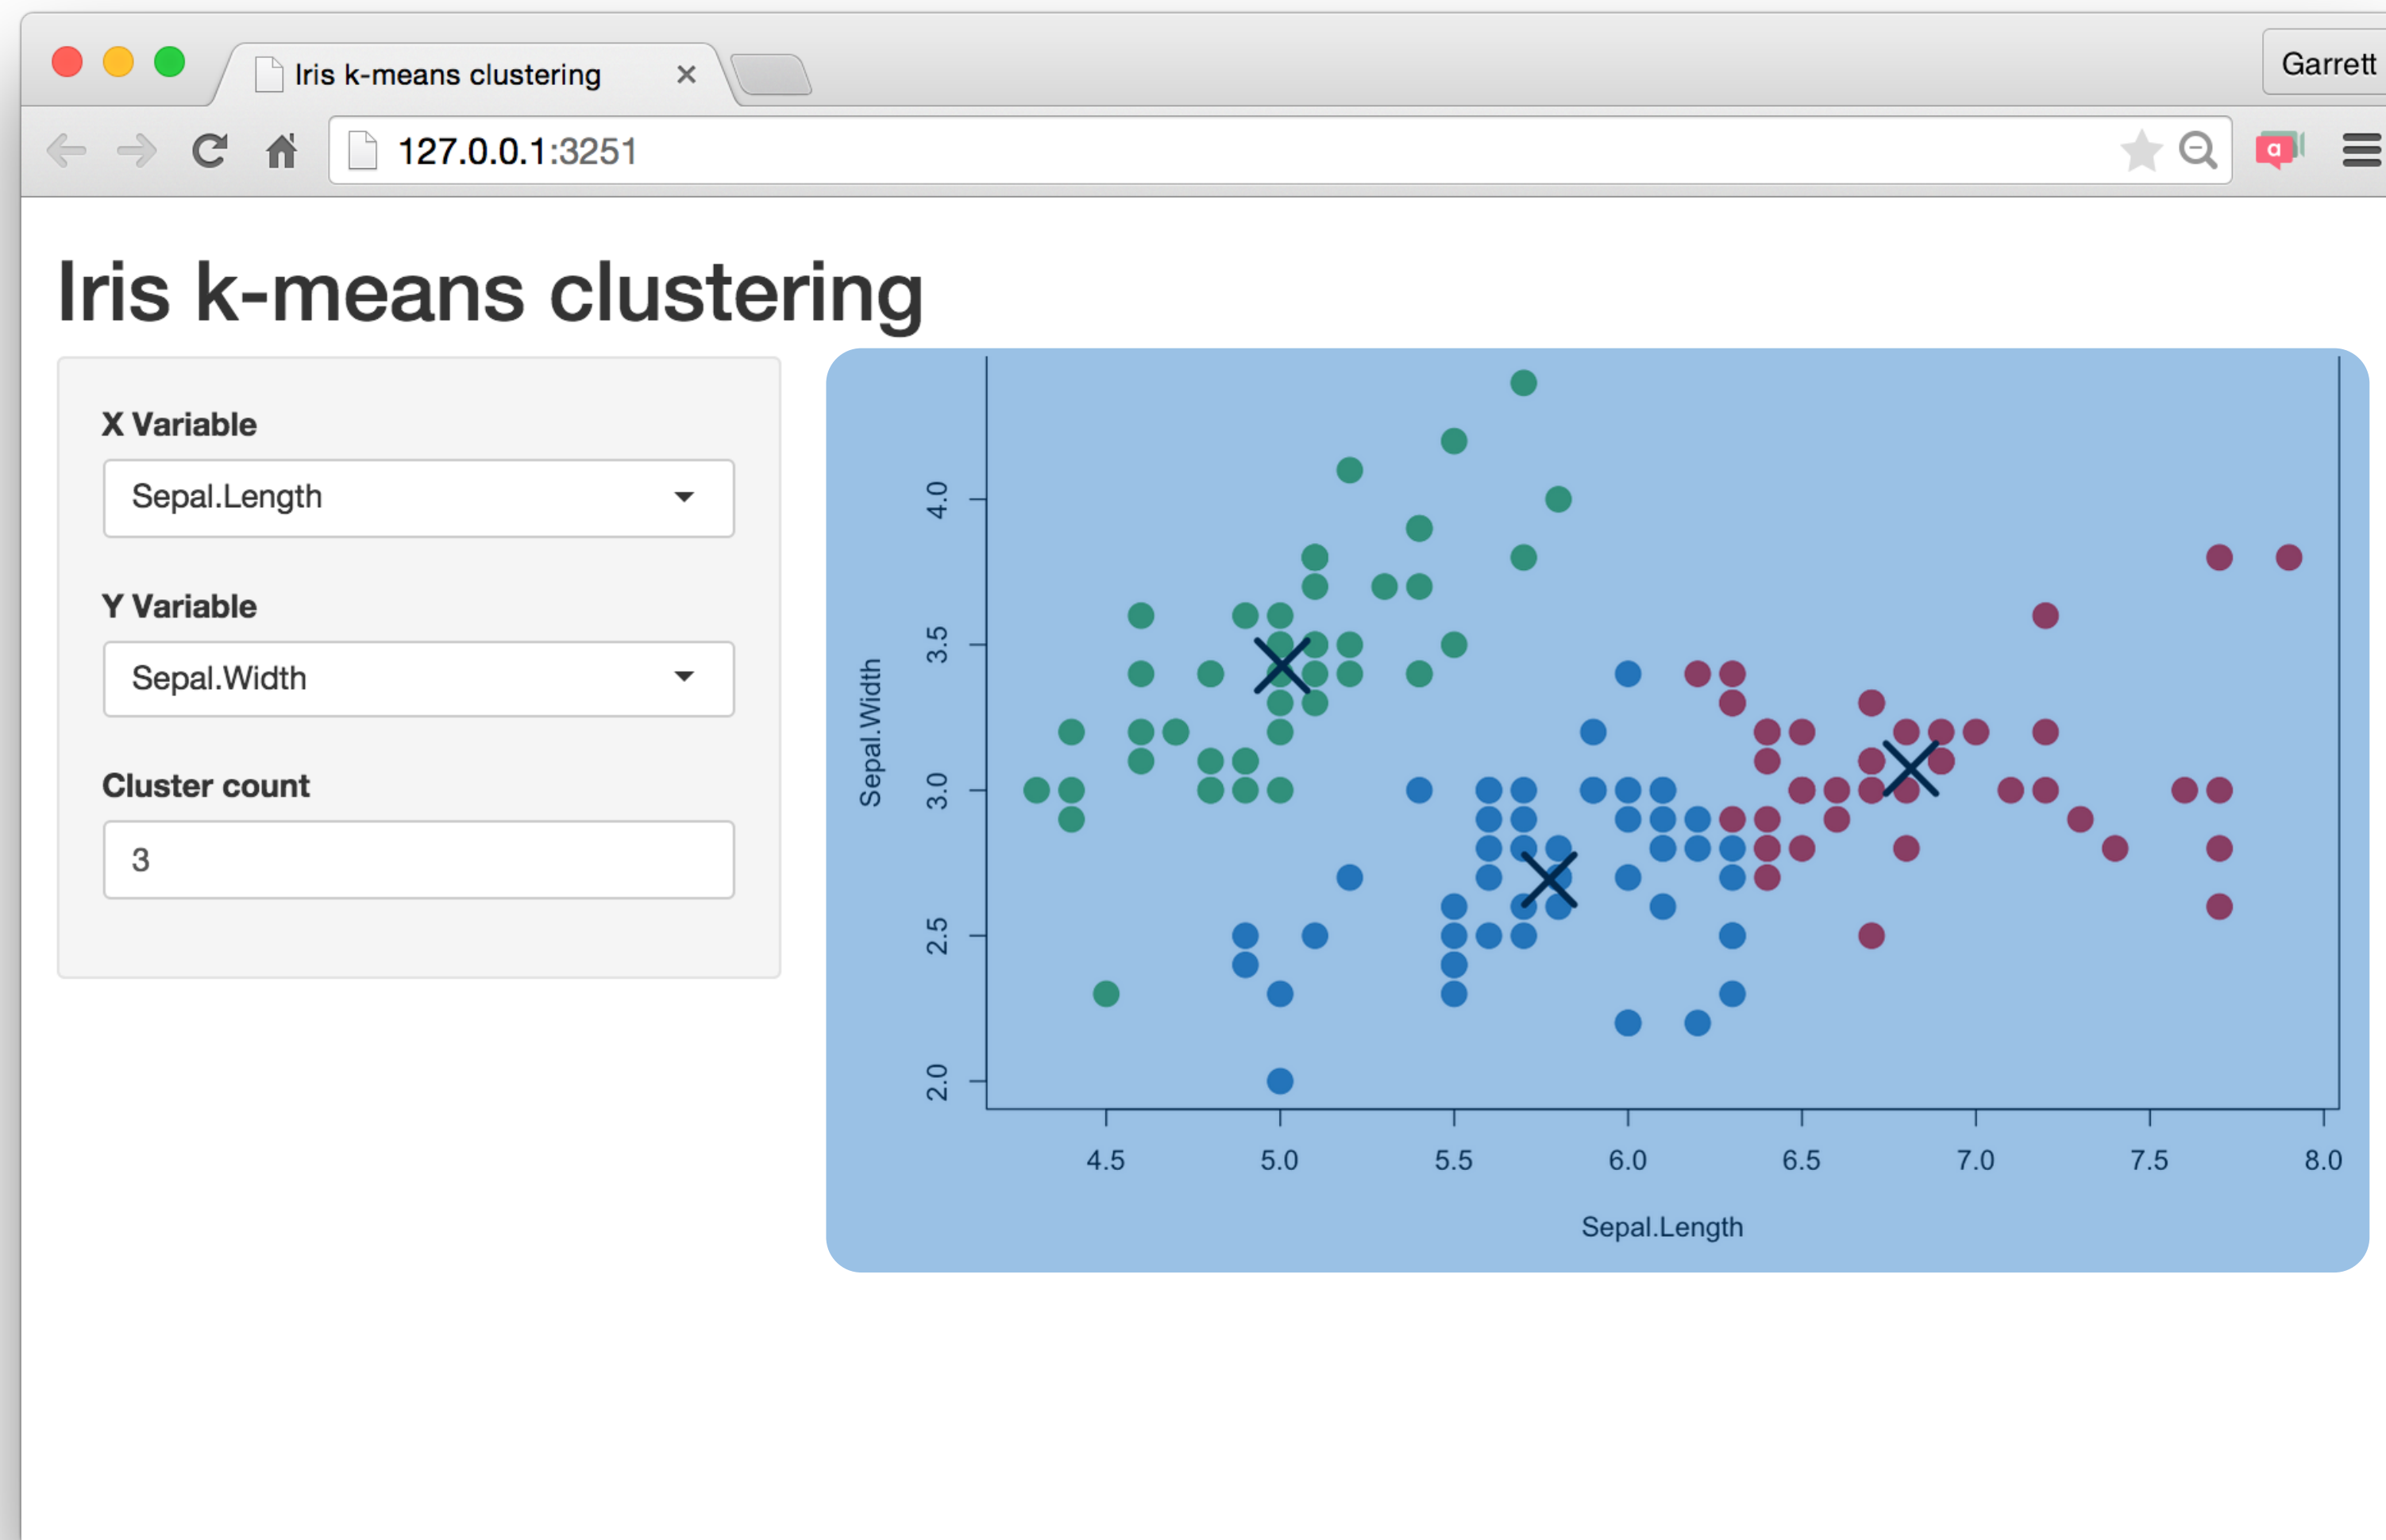 Iris k-means clustering
Garrett
127.0.0.1:3251
a
Iris k-means clustering
X Variable
Sepal.Length
Y Variable
Sepal.Width
Cluster count
3
Sepal.Width
4.0
3.5
3.0
2.5
2.0
4.5 5.0 5.5 6.0 6.5 7.0 7.5 8.0
Sepal.Length